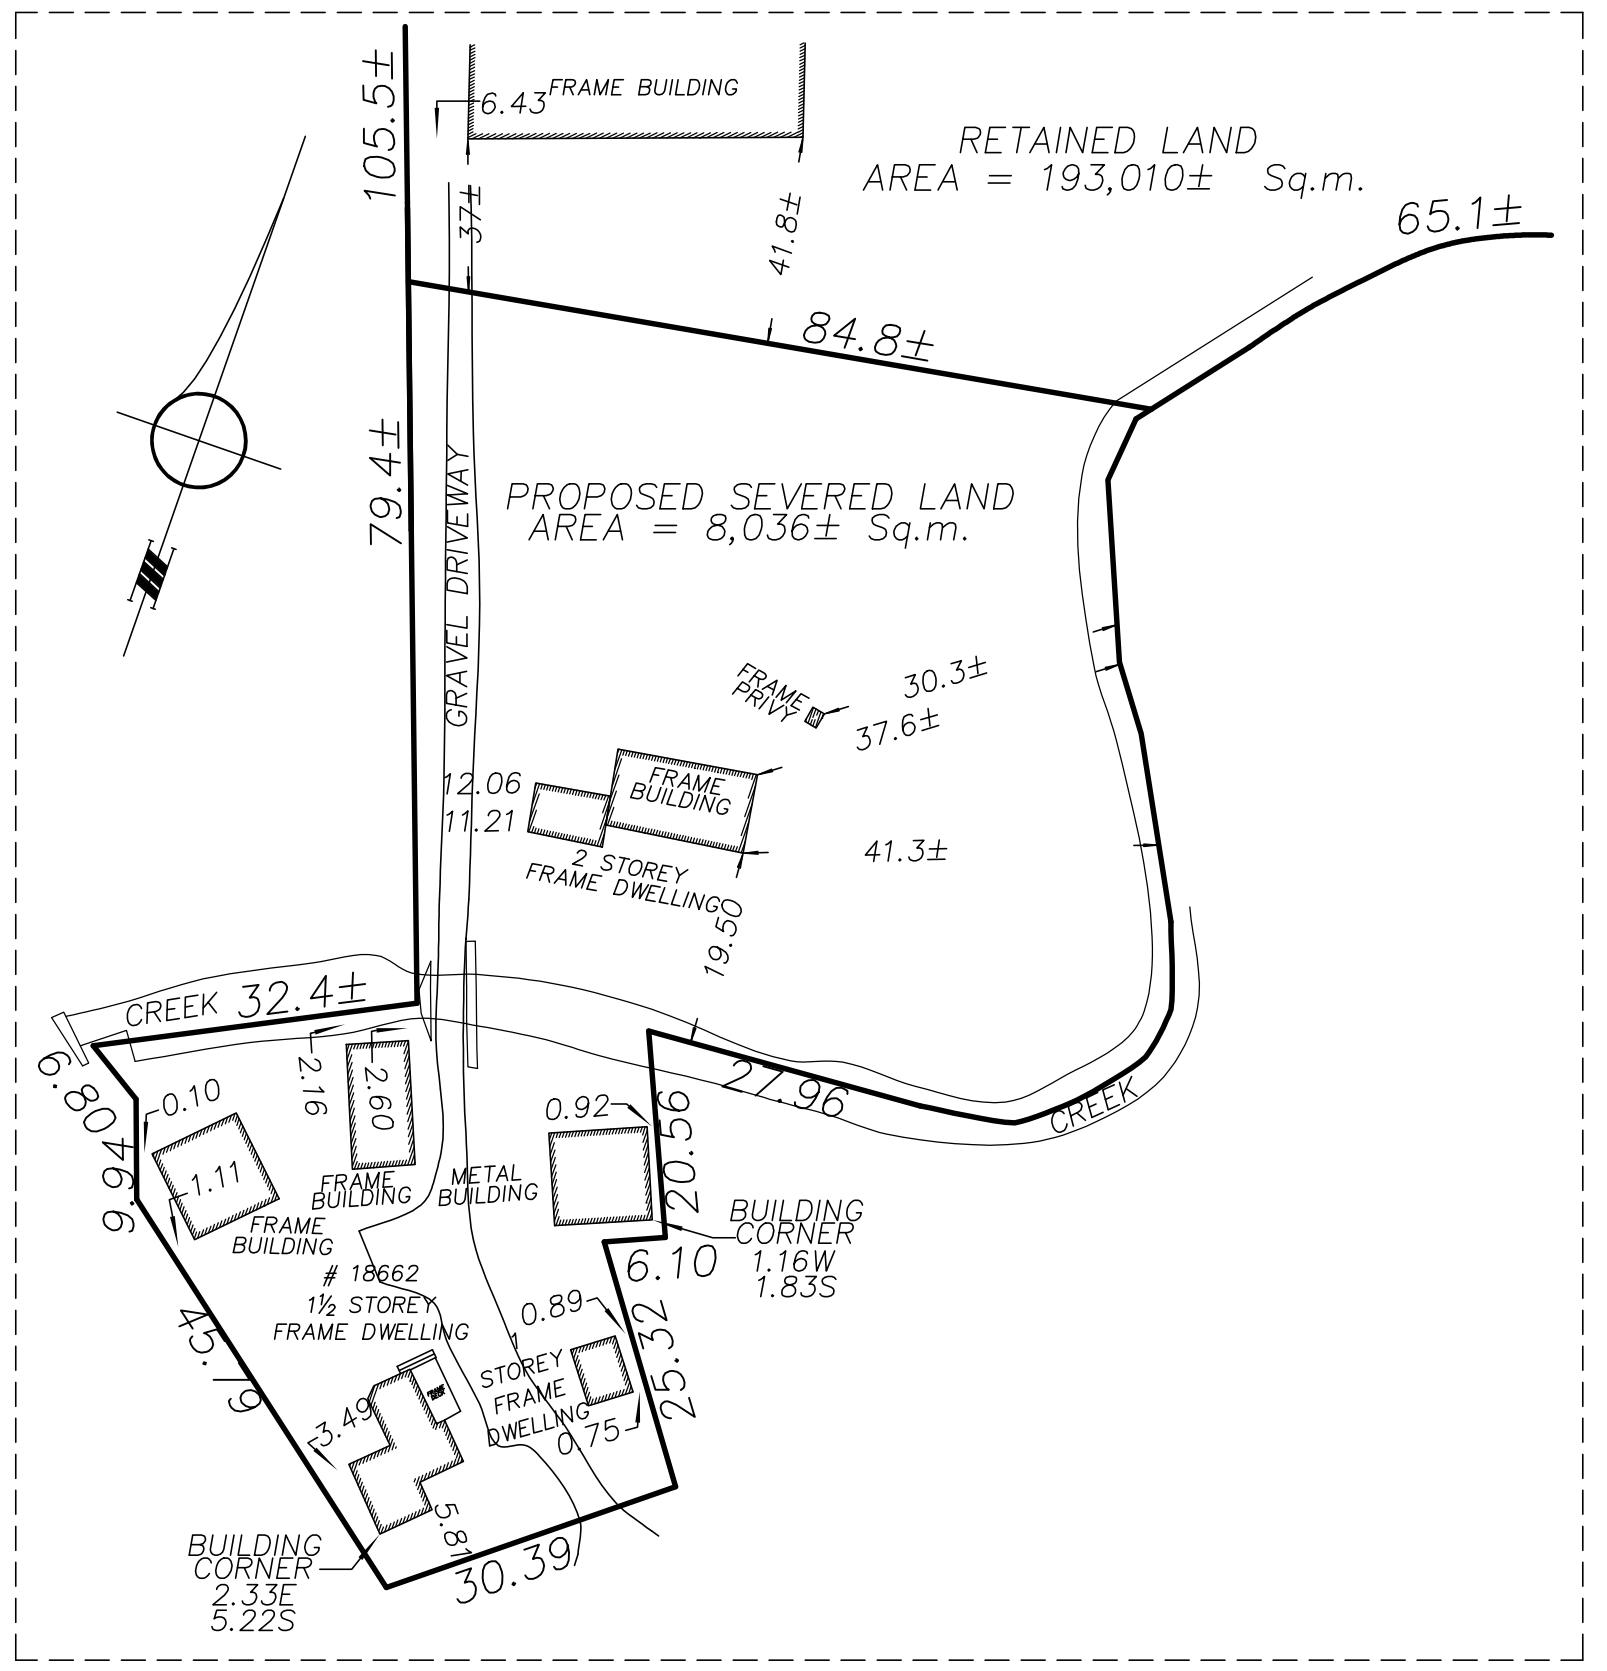 105.5±
FRAME BUILDING
6.43
RETAINED LAND
AREA = 193,010± Sq.m.
37±
41.8±
65.1±
84.8±
79.4±
PROPOSED SEVERED LAND
AREA = 8,036± Sq.m.
GRAVEL DRIVEWAY
FRAME
PRIVY
30.3±
37.6±
12.06
11.21
FRAME
BUILDING
2 STOREY
FRAME DWELLING
41.3±
19.50
CREEK
32.4±
6.80
0.10
2.16
2.60
9.94
1.11
FRAME
BUILDING
FRAME
BUILDING
METAL
BUILDING
0.92
20.56
27.96
CREEK
BUILDING
CORNER
1.16W
1.83S
6.10
# 18662
1½ STOREY
FRAME DWELLING
45.79
0.89
1
STOREY
FRAME
DWELLING
25.32
0.75
FRAME
DECK
3.49
5.81
30.39
BUILDING
CORNER
2.33E
5.22S